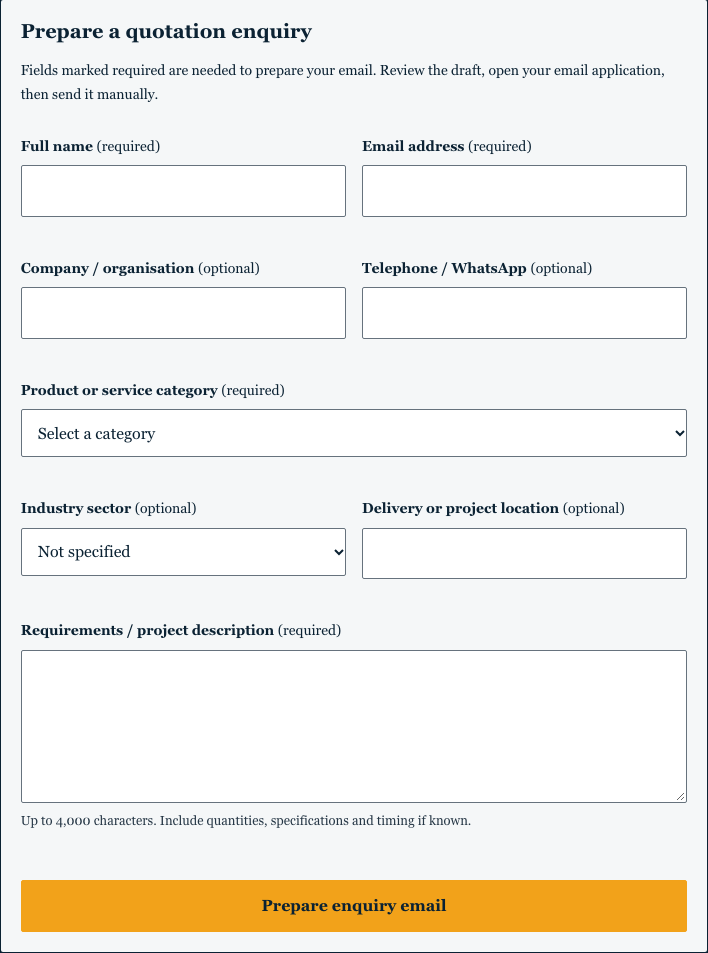 Prepare a quotation enquiry
Fields marked required are needed to prepare your email. Review the draft, open your email application,
then send it manually.
Full name (required)
Email address (required)
Company / organisation (optional)
Telephone / WhatsApp (optional)
Product or service category (required)
Select a category
Industry sector (optional)
Delivery or project location (optional)
Not specified
Requirements / project description (required)
Up to 4,000 characters. Include quantities, specifications and timing if known.
Prepare enquiry email